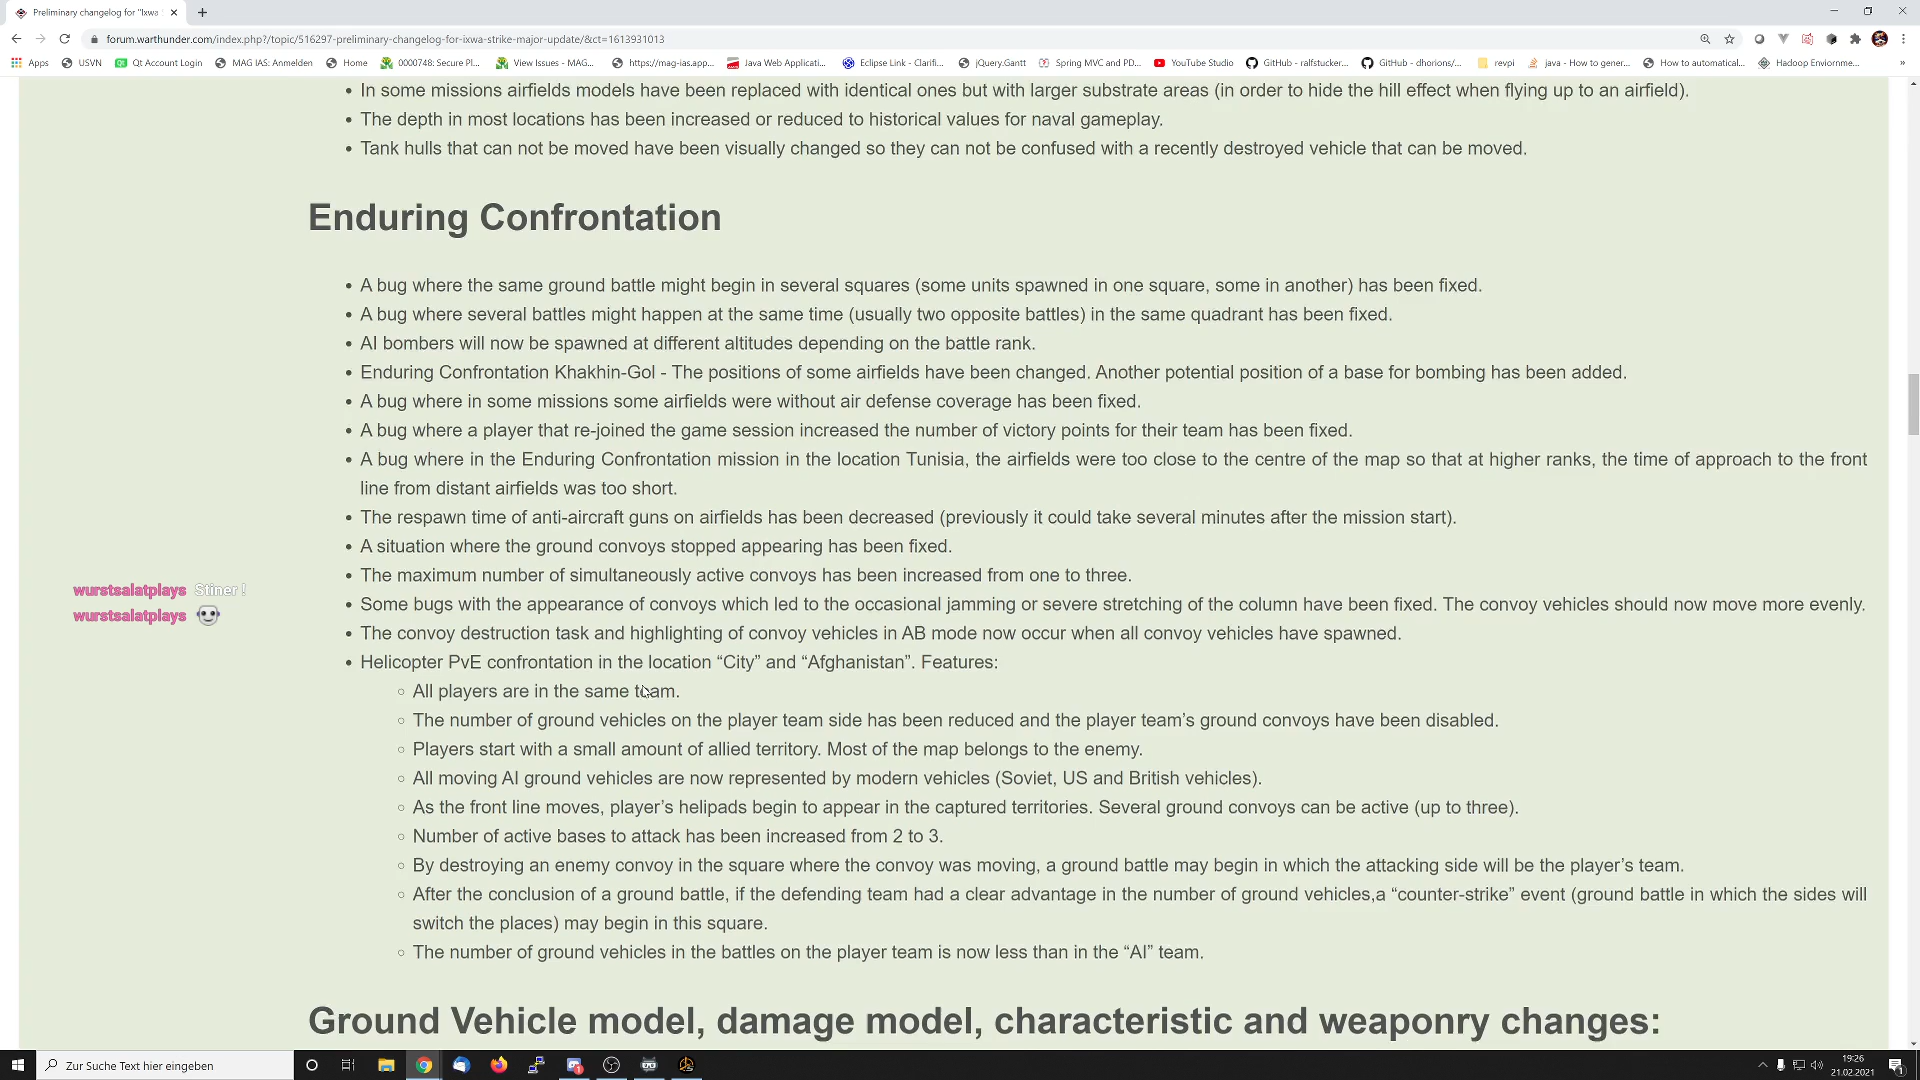 Preliminary changelog for "Ixwa
forum.warthunder.com/index.php?/topic/516297-preliminary-changelog-for-ixwa-strike-major-update/&ct=1613931013
Apps
USVN
Qt Account Login
MAG IAS: Anmelden
Home
0000748: Secure Pl...
View Issues - MAG...
https://mag-ias.app...
Java Web Applicati...
Eclipse Link - Clarifi...
jQuery.Gantt
Spring MVC and PD...
YouTube Studio
GitHub - ralfstucker...
GitHub - dhorions/...
revpi
java - How to gener...
How to automatical...
Hadoop Enviornme...
»
• In some missions airfields models have been replaced with identical ones but with larger substrate areas (in order to hide the hill effect when flying up to an airfield).
• The depth in most locations has been increased or reduced to historical values for naval gameplay.
• Tank hulls that can not be moved have been visually changed so they can not be confused with a recently destroyed vehicle that can be moved.
Enduring Confrontation
• A bug where the same ground battle might begin in several squares (some units spawned in one square, some in another) has been fixed.
• A bug where several battles might happen at the same time (usually two opposite battles) in the same quadrant has been fixed.
• AI bombers will now be spawned at different altitudes depending on the battle rank.
• Enduring Confrontation Khakhin-Gol - The positions of some airfields have been changed. Another potential position of a base for bombing has been added.
• A bug where in some missions some airfields were without air defense coverage has been fixed.
• A bug where a player that re-joined the game session increased the number of victory points for their team has been fixed.
• A bug where in the Enduring Confrontation mission in the location Tunisia, the airfields were too close to the centre of the map so that at higher ranks, the time of approach to the front
line from distant airfields was too short.
• The respawn time of anti-aircraft guns on airfields has been decreased (previously it could take several minutes after the mission start).
• A situation where the ground convoys stopped appearing has been fixed.
• The maximum number of simultaneously active convoys has been increased from one to three.
• Some bugs with the appearance of convoys which led to the occasional jamming or severe stretching of the column have been fixed. The convoy vehicles should now move more evenly.
• The convoy destruction task and highlighting of convoy vehicles in AB mode now occur when all convoy vehicles have spawned.
• Helicopter PvE confrontation in the location “City” and “Afghanistan”. Features:
○ All players are in the same team.
○ The number of ground vehicles on the player team side has been reduced and the player team’s ground convoys have been disabled.
○ Players start with a small amount of allied territory. Most of the map belongs to the enemy.
○ All moving AI ground vehicles are now represented by modern vehicles (Soviet, US and British vehicles).
○ As the front line moves, player’s helipads begin to appear in the captured territories. Several ground convoys can be active (up to three).
○ Number of active bases to attack has been increased from 2 to 3.
○ By destroying an enemy convoy in the square where the convoy was moving, a ground battle may begin in which the attacking side will be the player’s team.
○ After the conclusion of a ground battle, if the defending team had a clear advantage in the number of ground vehicles,a “counter-strike” event (ground battle in which the sides will
switch the places) may begin in this square.
○ The number of ground vehicles in the battles on the player team is now less than in the “AI” team.
Ground Vehicle model, damage model, characteristic and weaponry changes:
wurstsalatplays Stiner !
wurstsalatplays
Zur Suche Text hier eingeben
19:26
21.02.2021